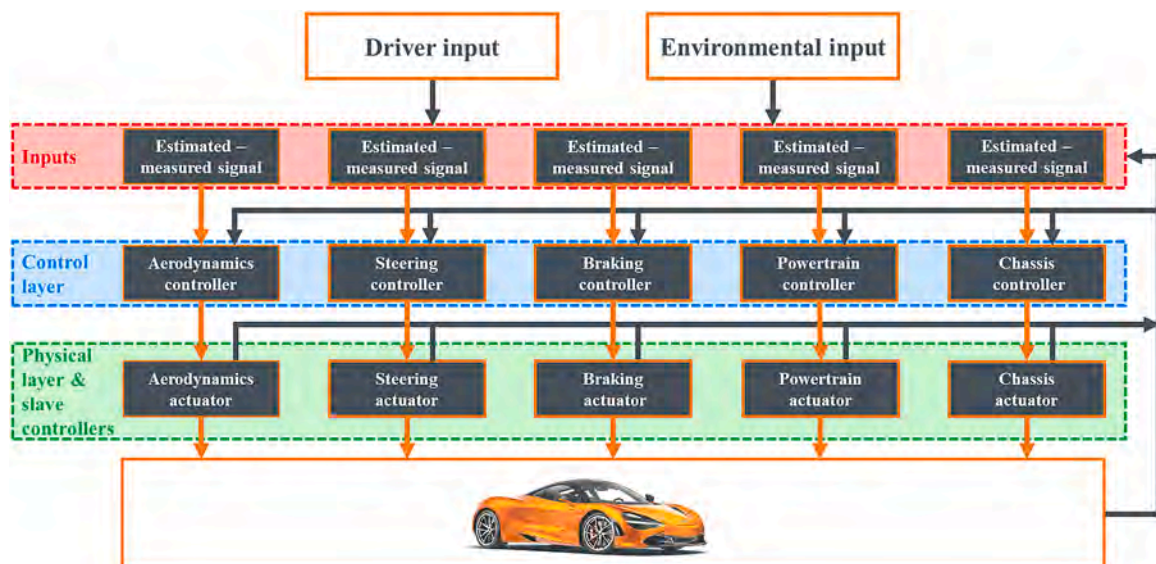 Driver input
Environmental input
Inputs
Estimated –
measured signal
Estimated –
measured signal
Estimated –
measured signal
Estimated –
measured signal
Estimated –
measured signal
Control
layer
Aerodynamics
controller
Steering
controller
Braking
controller
Powertrain
controller
Chassis
controller
Physical
layer &
slave
controllers
Aerodynamics
actuator
Steering
actuator
Braking
actuator
Powertrain
actuator
Chassis
actuator